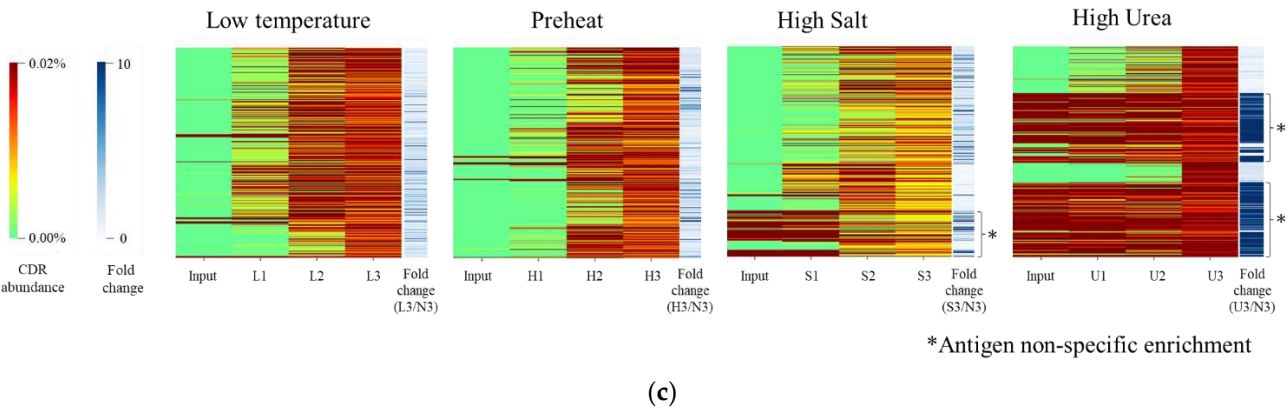 Low temperature
Preheat
High Salt
High Urea
0.02%
0.00%
CDR
abundance
10
0
Fold
change
Input L1 L2 L3 Fold
change
(L3/N3)
Input H1 H2 H3 Fold
change
(H3/N3)
Input S1 S2 S3 Fold
change
(S3/N3)
*
Input U1 U2 U3 Fold
change
(U3/N3)
*
*
*Antigen non-specific enrichment
(c)